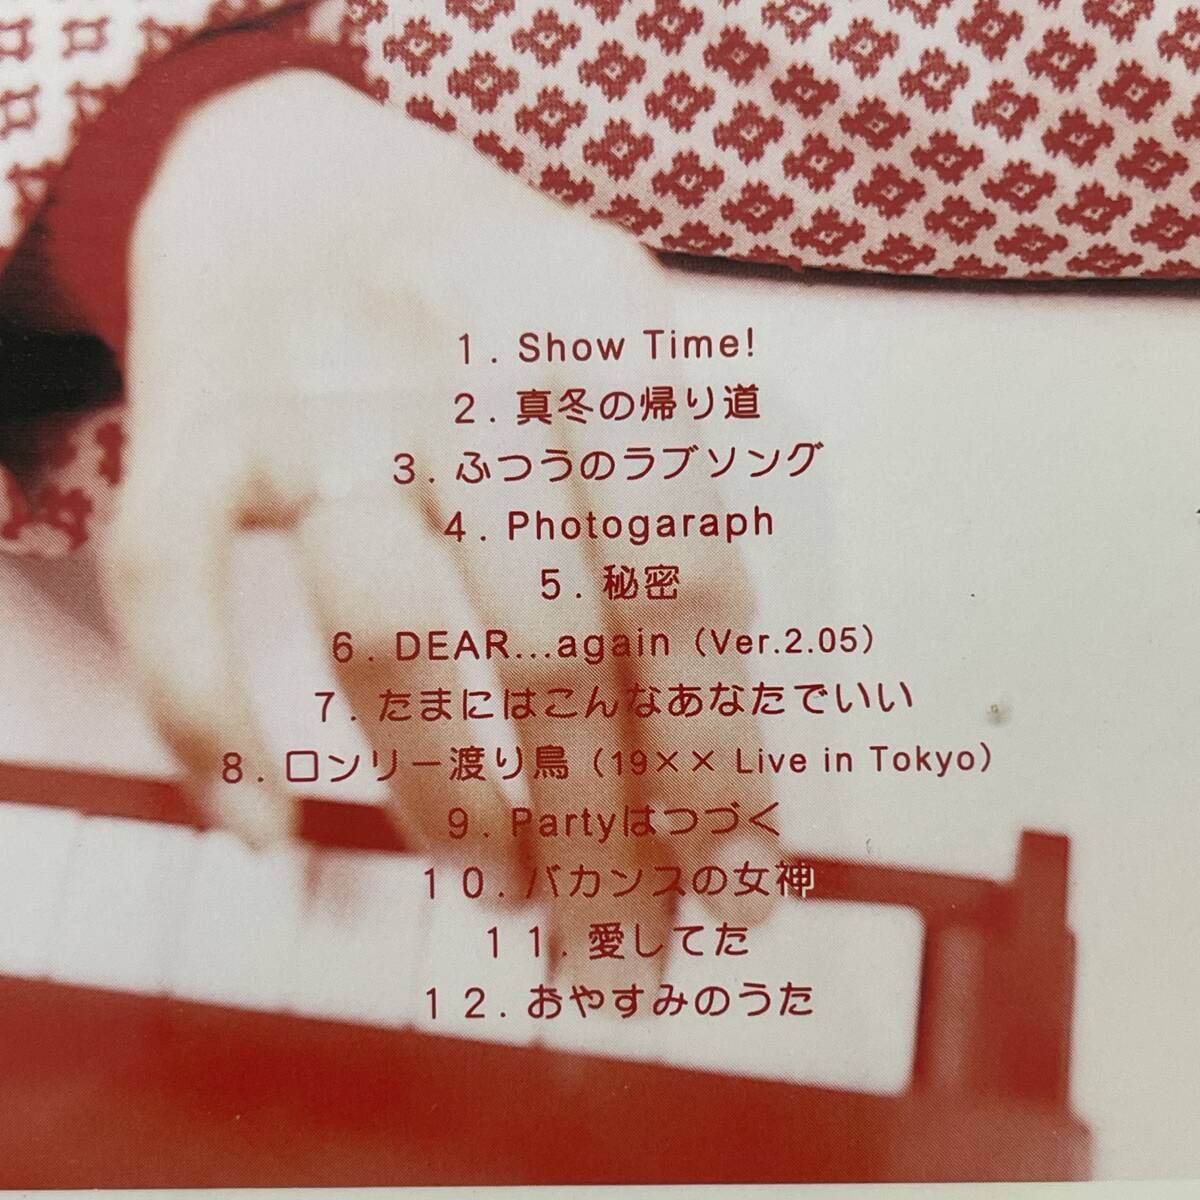 1. Show Time!
2. 真冬の帰り道
3. ふつうのラブソング
4. Photogaraph
5. 秘密
6. DEAR...again (Ver.2.05)
7. たまにはこんなあなたでいい
8. ロンリー渡り鳥 (19×× Live in Tokyo)
9. Partyはつづく
10. バカンスの女神
11. 愛してた
12. おやすみのうた